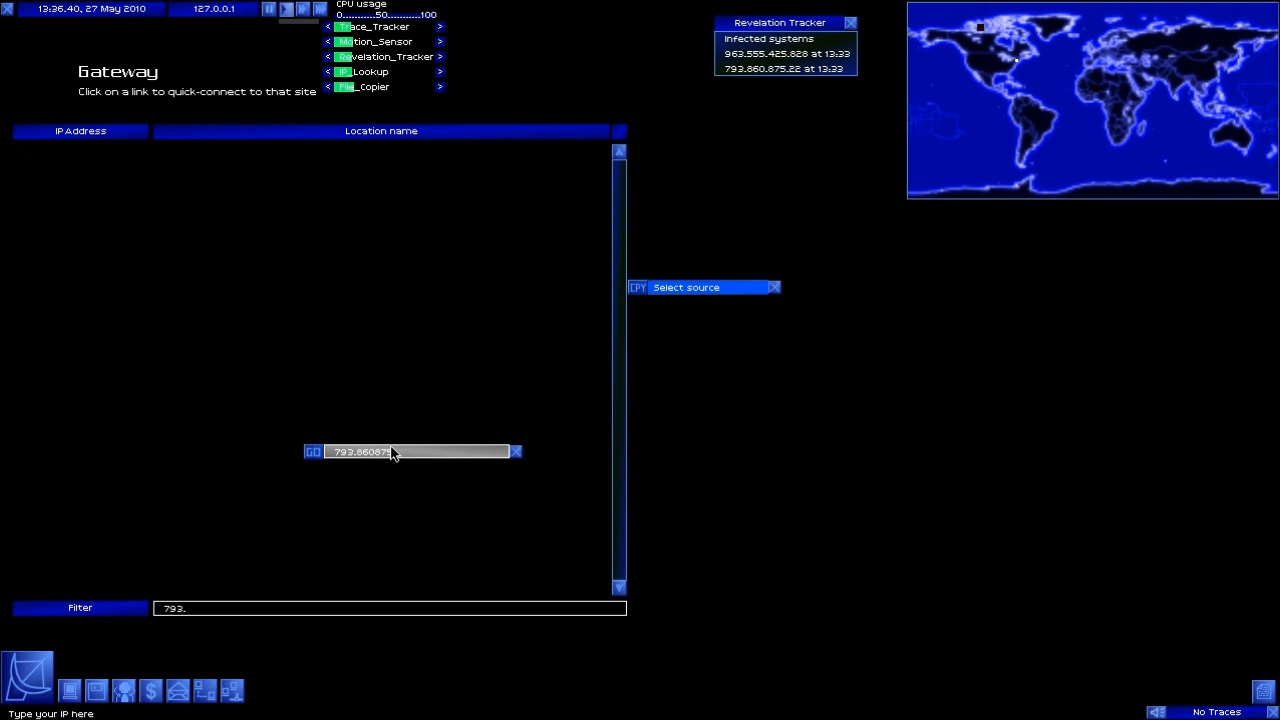 13:36.40, 27 May 2010
127.0.0.1
CPU usage
0...........50...........100
Trace_Tracker
Motion_Sensor
Revelation_Tracker
IP_Lookup
File_Copier
Revelation Tracker
Infected systems
963.555.425.828 at 13:33
793.860.875.22 at 13:33
Gateway
Click on a link to quick-connect to that site
IP Address
Location name
CPY
Select source
GO
793.860875
Filter
793.
$
Type your IP here
No Traces